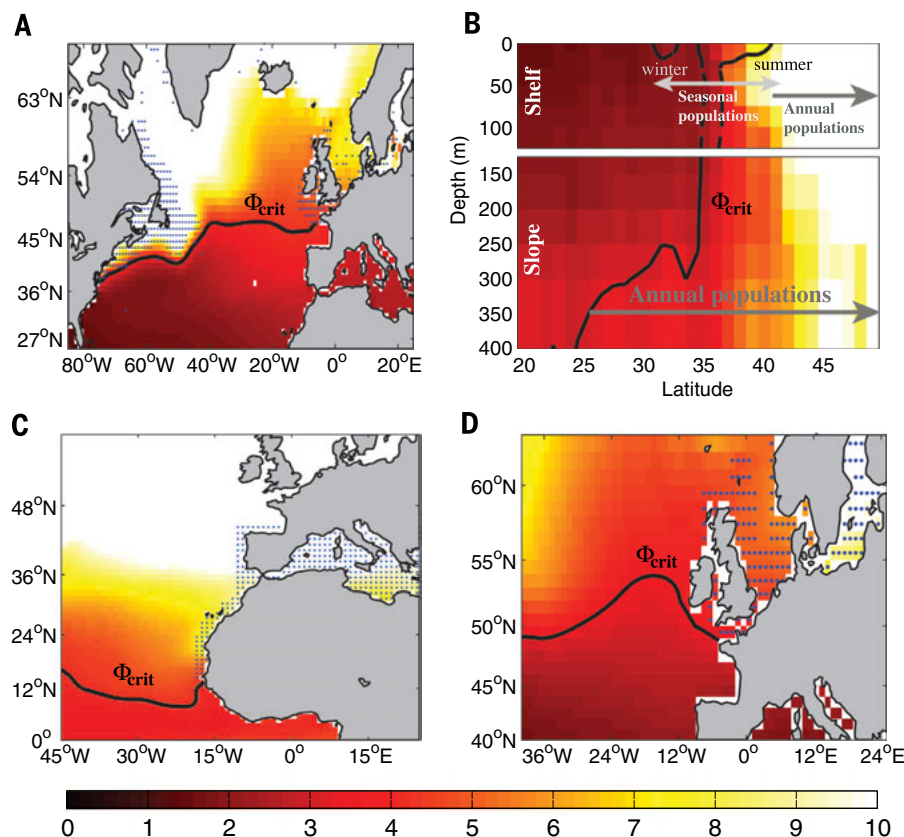 A
63°N
54°N
45°N
36°N
27°N
Φcrit
80°W 60°W 40°W 20°W 0° 20°E
B
0
50
100
150
200
250
300
350
400
Depth (m)
Shelf
Slope
winter
summer
Seasonal
populations
Annual
populations
Φcrit
Annual populations
20 25 30 35 40 45
Latitude
C
48°N
36°N
24°N
12°N
0°
Φcrit
45°W 30°W 15°W 0° 15°E
D
60°N
55°N
50°N
45°N
40°N
Φcrit
36°W 24°W 12°W 0° 12°E 24°E
0 1 2 3 4 5 6 7 8 9 10